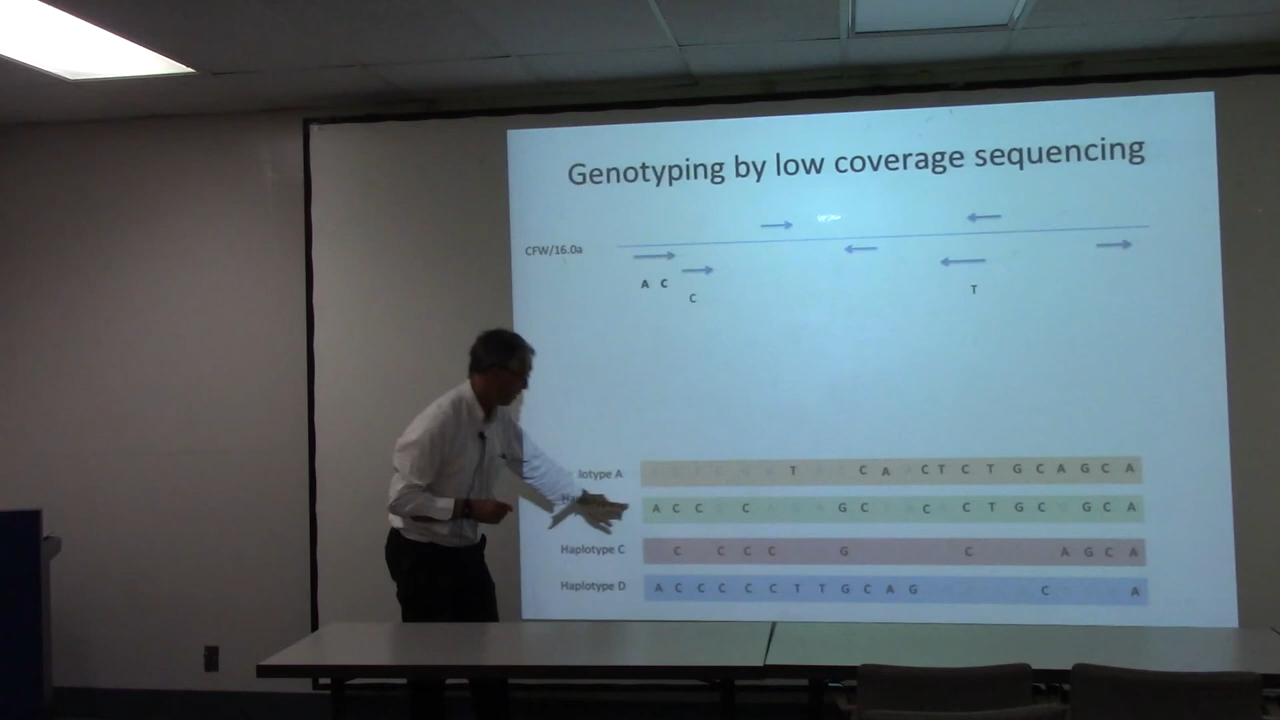 Genotyping by low coverage sequencing
CFW/16.0a
A C
C
T
lotype A T C A C T C T G C A G C A
A C C C G C C C T G C G C A
Haplotype C C C C C G C A G C A
Haplotype D A C C C C C T T G C A G C A